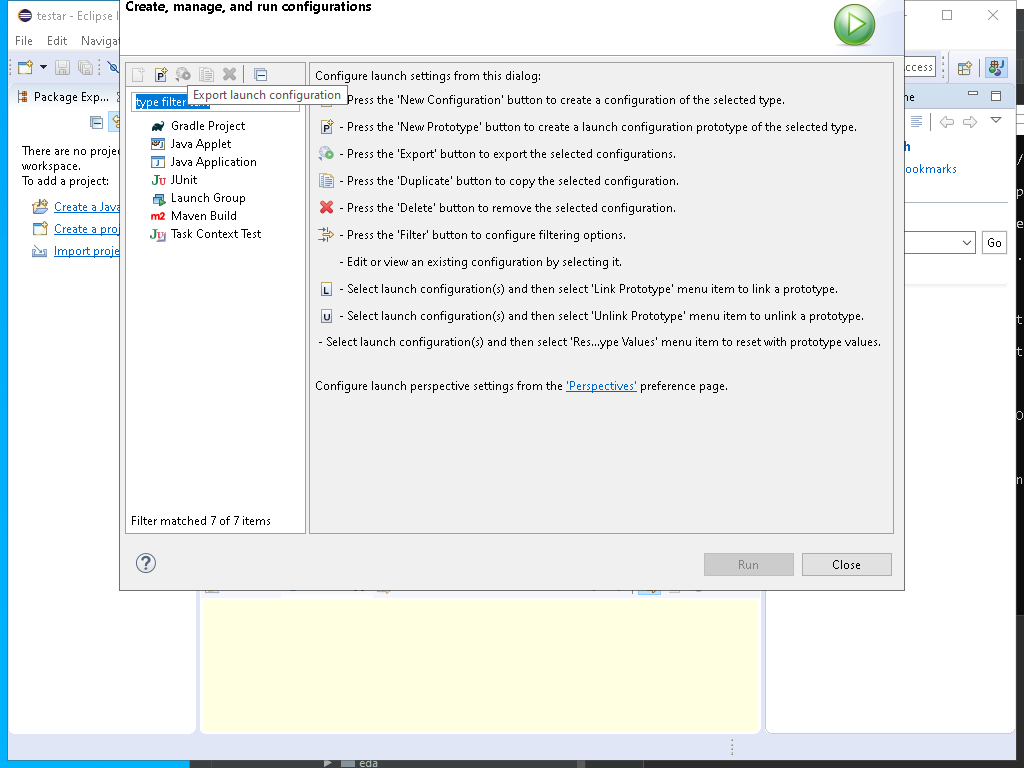 Create, manage, and run configurations
testar - Eclipse I
File Edit Naviga
Package Exp...
There are no proje
workspace.
To add a project:
Create a Java
Create a proj
Import proje
Export launch configuration
type filter
Gradle Project
Java Applet
Java Application
JUnit
Launch Group
Maven Build
Task Context Test
Filter matched 7 of 7 items
Configure launch settings from this dialog:
Press the 'New Configuration' button to create a configuration of the selected type.
- Press the 'New Prototype' button to create a launch configuration prototype of the selected type.
- Press the 'Export' button to export the selected configurations.
- Press the 'Duplicate' button to copy the selected configuration.
- Press the 'Delete' button to remove the selected configuration.
- Press the 'Filter' button to configure filtering options.
- Edit or view an existing configuration by selecting it.
- Select launch configuration(s) and then select 'Link Prototype' menu item to link a prototype.
- Select launch configuration(s) and then select 'Unlink Prototype' menu item to unlink a prototype.
- Select launch configuration(s) and then select 'Res...ype Values' menu item to reset with prototype values.
Configure launch perspective settings from the 'Perspectives' preference page.
Run
Close
ccess
ne
h
ookmarks
Go
eda